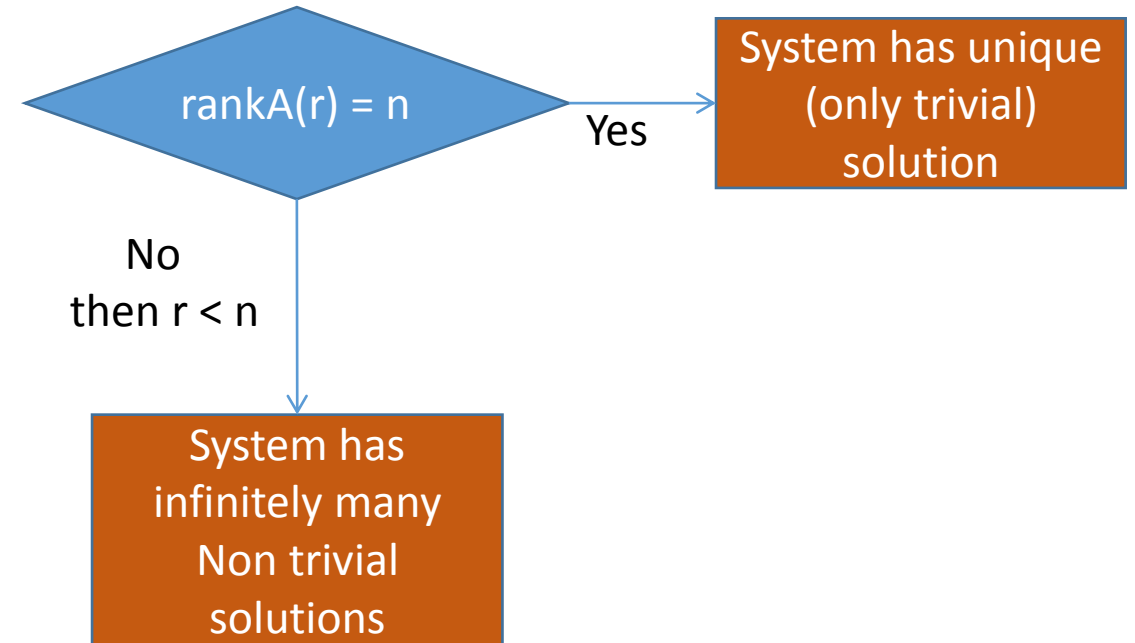 rankA(r) = n
Yes
System has unique
(only trivial)
solution
No
then r < n
System has
infinitely many
Non trivial
solutions